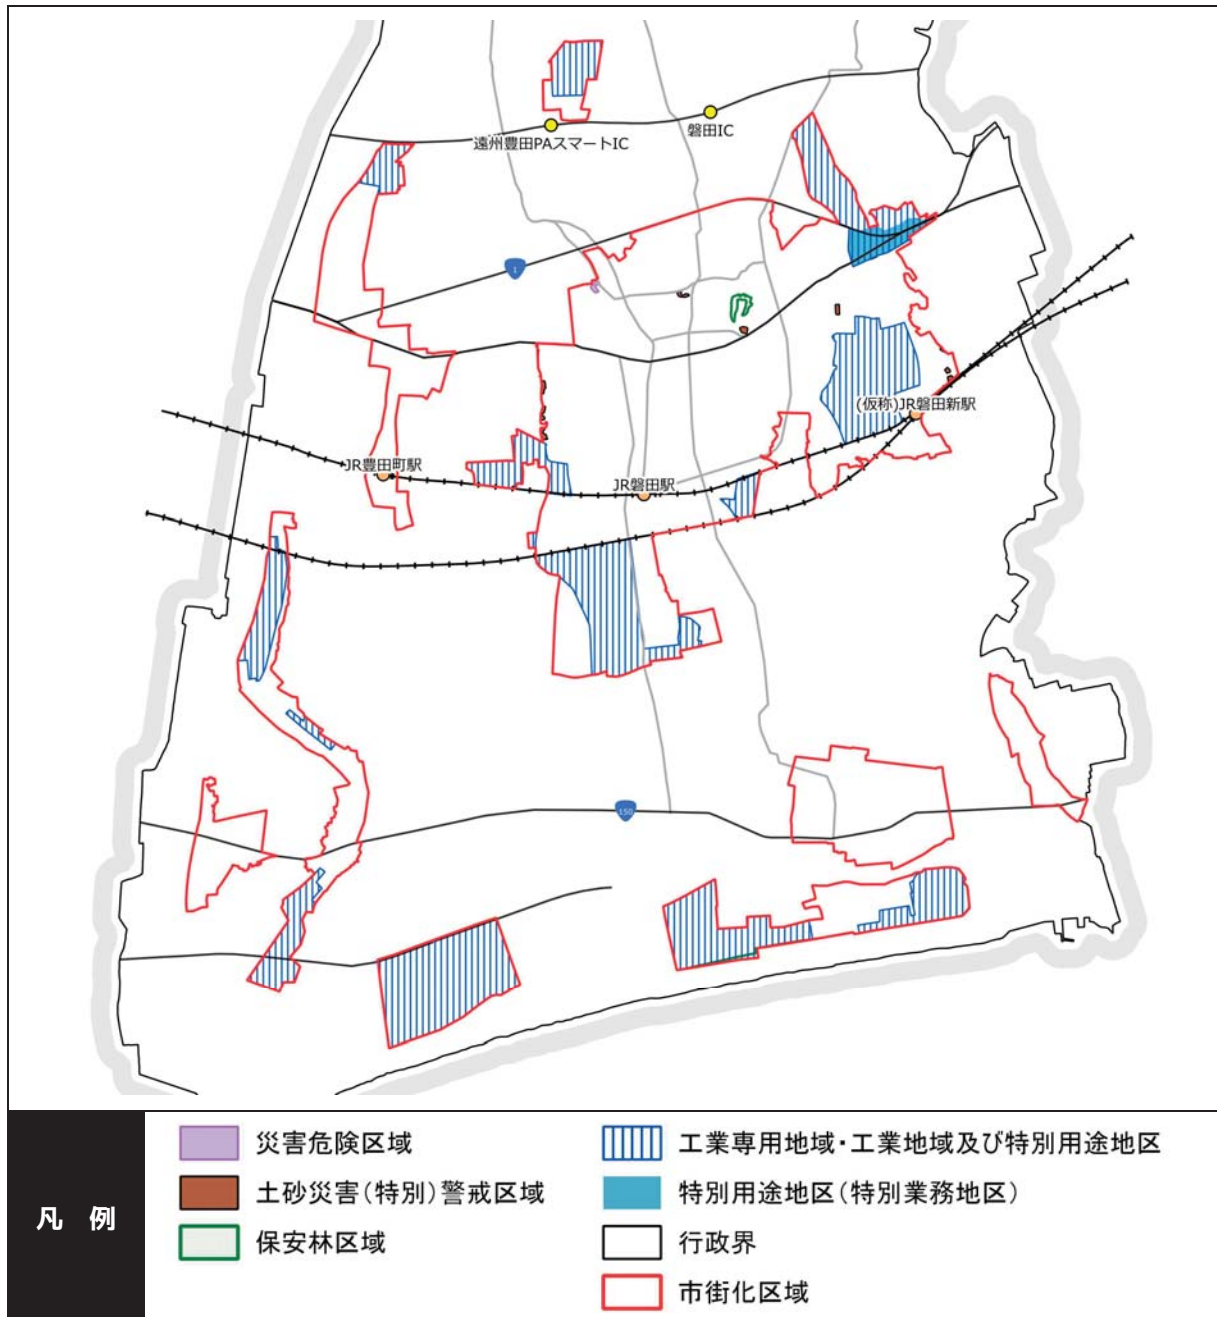 磐田IC
遠州豊田PAスマートIC
1
(仮称)JR磐田新駅
JR豊田町駅
JR磐田駅
150
凡 例
災害危険区域
土砂災害(特別)警戒区域
保安林区域
工業専用地域・工業地域及び特別用途地区
特別用途地区(特別業務地区)
行政界
市街化区域